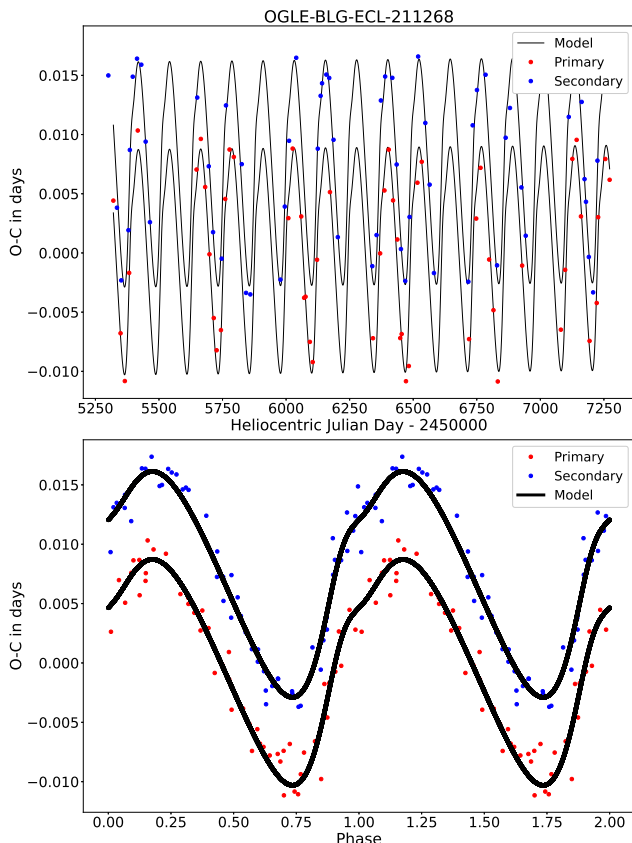 OGLE-BLG-ECL-211268
Model
Primary
Secondary
0.015
0.010
0.005
0.000
−0.005
−0.010
O-C in days
5250 5500 5750 6000 6250 6500 6750 7000 7250
Heliocentric Julian Day - 2450000
Primary
Secondary
Model
0.015
0.010
0.005
0.000
−0.005
−0.010
O-C in days
0.00 0.25 0.50 0.75 1.00 1.25 1.50 1.75 2.00
Phase